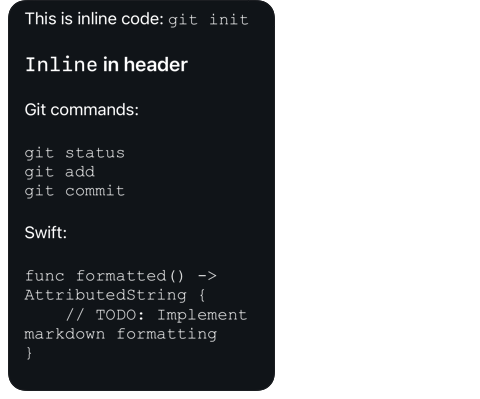 This is inline code: git init
Inline in header
Git commands:
git status
git add
git commit
Swift:
func formatted() ->
AttributedString {
    // TODO: Implement
markdown formatting
}